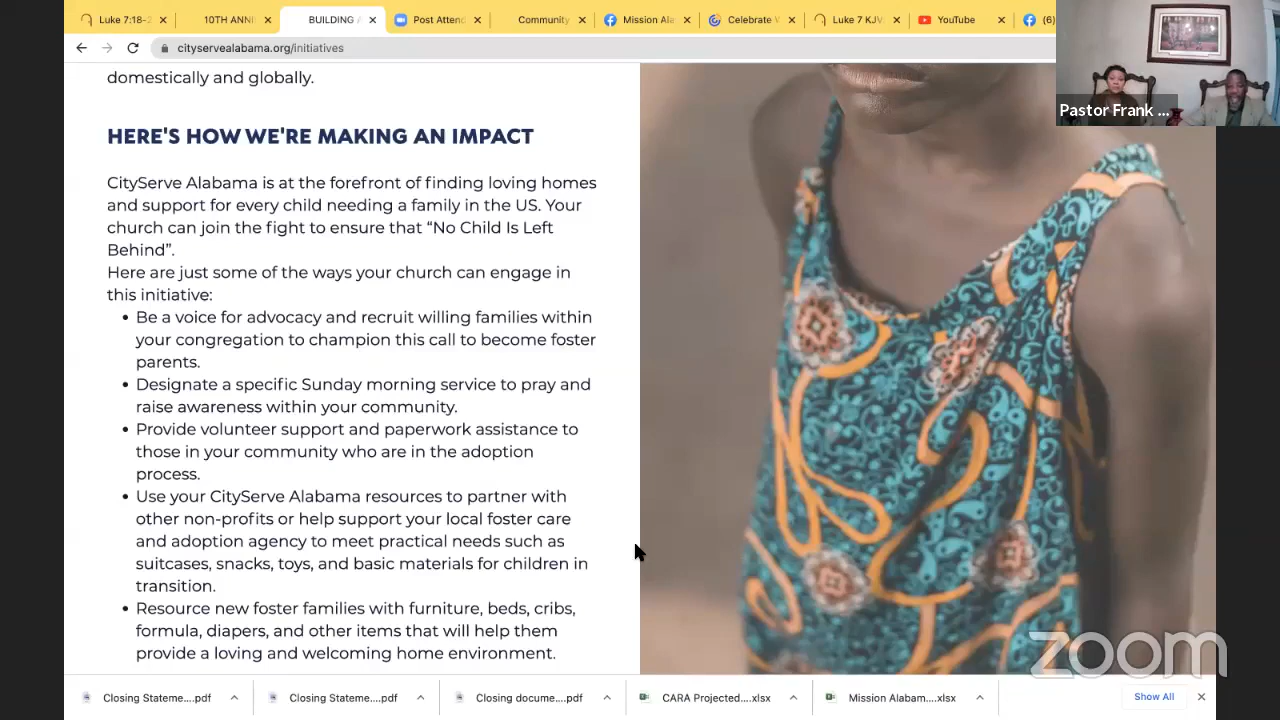 Luke 7:18-2
10TH ANNI
BUILDING A
Post Attend
Community
Mission Ala
Celebrate W
Luke 7 KJV
YouTube
(6)
cityservealabama.org/initiatives
Pastor Frank ...
domestically and globally.
HERE'S HOW WE'RE MAKING AN IMPACT
CityServe Alabama is at the forefront of finding loving homes
and support for every child needing a family in the US. Your
church can join the fight to ensure that “No Child Is Left
Behind”.
Here are just some of the ways your church can engage in
this initiative:
• Be a voice for advocacy and recruit willing families within
your congregation to champion this call to become foster
parents.
• Designate a specific Sunday morning service to pray and
raise awareness within your community.
• Provide volunteer support and paperwork assistance to
those in your community who are in the adoption
process.
• Use your CityServe Alabama resources to partner with
other non-profits or help support your local foster care
and adoption agency to meet practical needs such as
suitcases, snacks, toys, and basic materials for children in
transition.
• Resource new foster families with furniture, beds, cribs,
formula, diapers, and other items that will help them
provide a loving and welcoming home environment.
zoom
Closing Stateme....pdf
Closing Stateme....pdf
Closing docume....pdf
CARA Projected....xlsx
Mission Alabam....xlsx
Show All